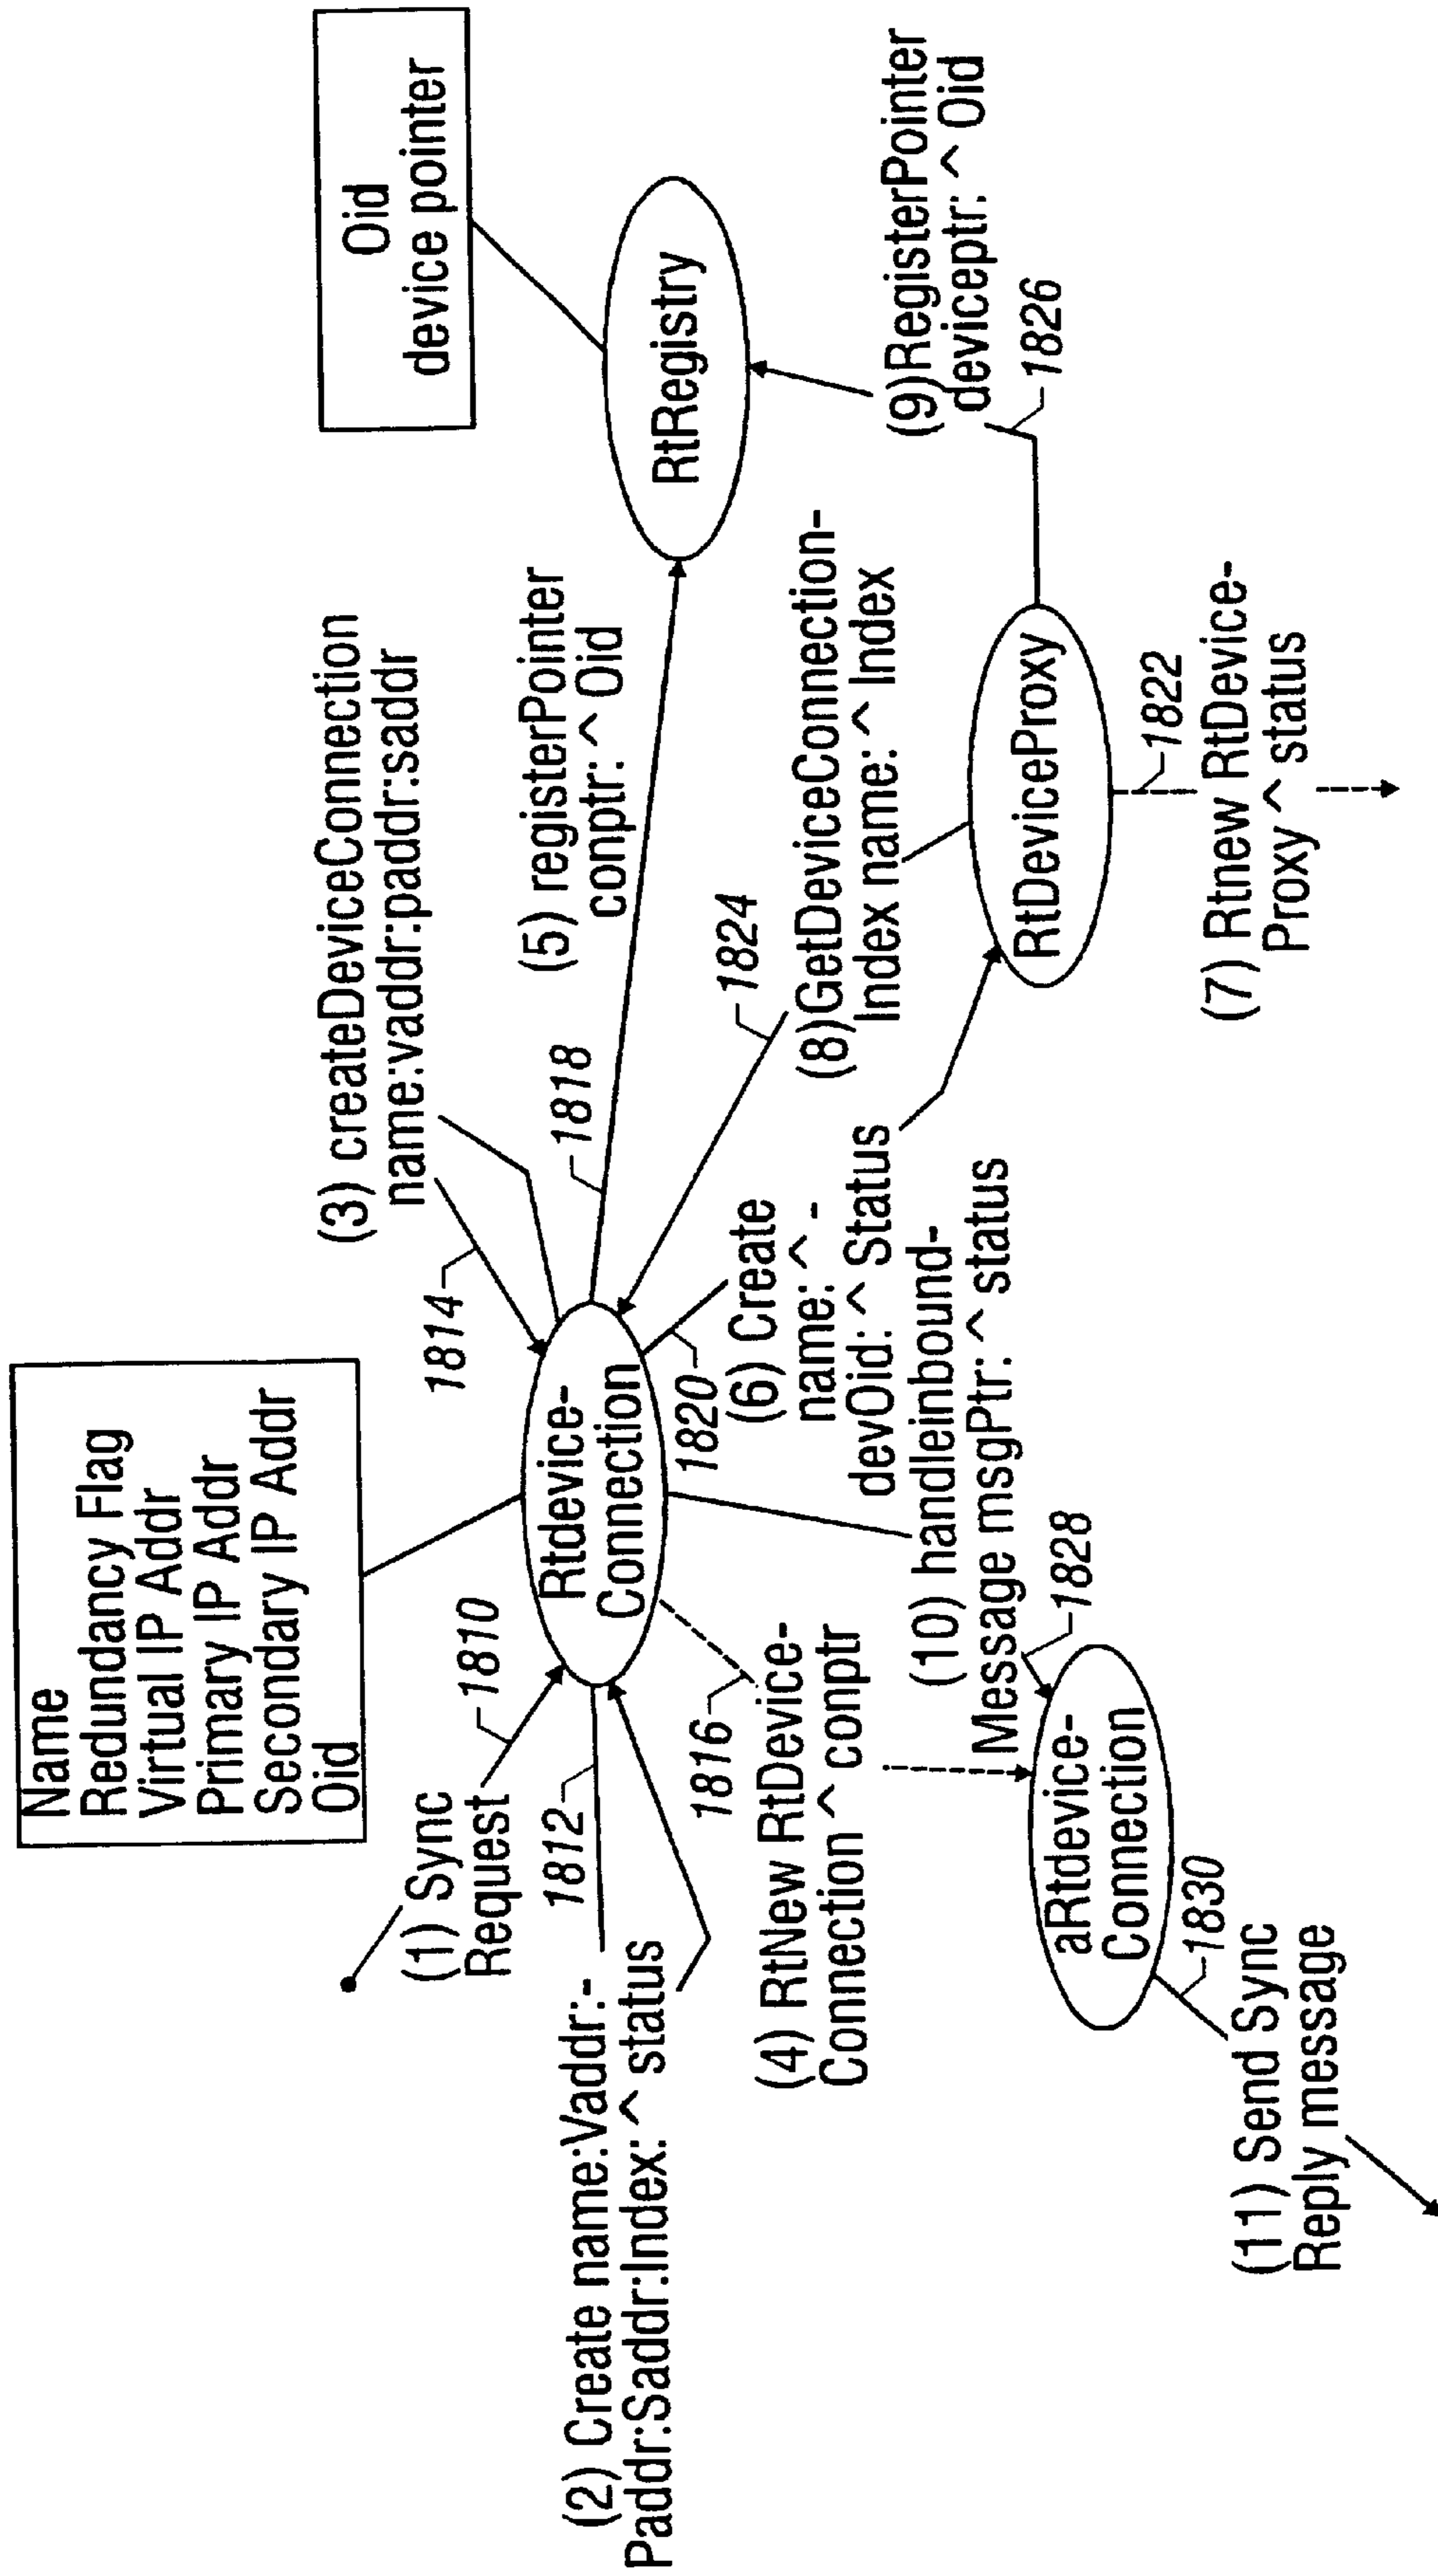 Name
Redundancy Flag
Virtual IP Addr
Primary IP Addr
Secondary IP Addr
Oid
Oid
device pointer
(1) Sync
Request
1810
1812
(2) Create name:Vaddr:-
Paddr:Saddr:Index: ^ status
1814
(3) createDeviceConnection
name:vaddr:paddr:saddr
Rtdevice-
Connection
1818
(5) registerPointer
conptr: ^ Oid
RtRegistry
1816
(4) RtNew RtDevice-
Connection ^ conptr
1820
(6) Create
name: ^ -
devOid: ^ Status
1824
(8)GetDeviceConnection-
Index name: ^ Index
(9)RegisterPointer
deviceptr: ^ Oid
1826
(10) handleinbound-
Message msgPtr: ^ status
1828
RtDeviceProxy
1822
(7) Rtnew RtDevice-
Proxy ^ status
aRtdevice-
Connection
1830
(11) Send Sync
Reply message